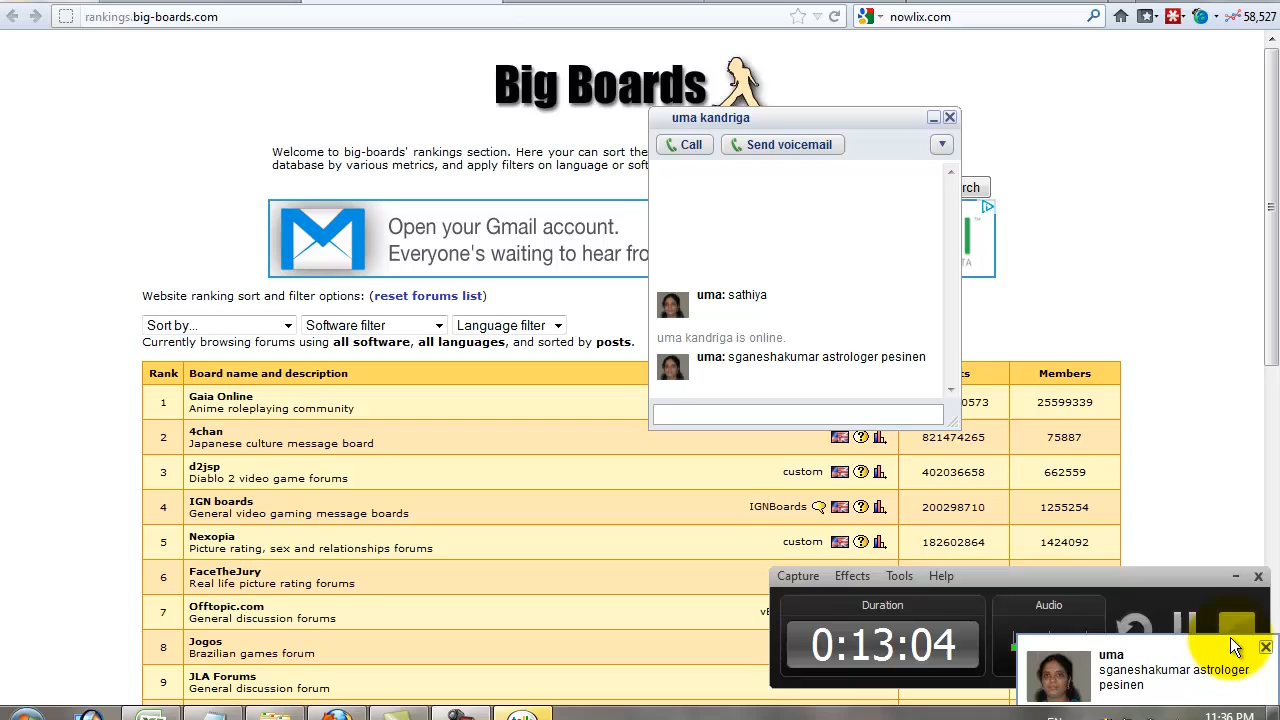 rankings.big-boards.com
nowlix.com
58,527
Big Boards
uma kandriga
Call
Send voicemail
Welcome to big-boards' rankings section. Here your can sort the
database by various metrics, and apply filters on language or soft
rch
Open your Gmail account.
Everyone's waiting to hear fro
TA
Website ranking sort and filter options: (reset forums list)
uma: sathiya
Sort by...
Software filter
Language filter
uma kandriga is online.
Currently browsing forums using all software, all languages, and sorted by posts.
uma: sganeshakumar astrologer pesinen
Rank Board name and description ts Members
1 Gaia Online 0573 25599339
Anime roleplaying community
2 4chan 821474265 75887
Japanese culture message board
3 d2jsp custom 402036658 662559
Diablo 2 video game forums
4 IGN boards IGNBoards 200298710 1255254
General video gaming message boards
5 Nexopia custom 182602864 1424092
Picture rating, sex and relationships forums
6 FaceTheJury
Real life picture rating forums
7 Offtopic.com
General discussion forums
8 Jogos
Brazilian games forum
9 JLA Forums
General discussion forum
Capture Effects Tools Help
Duration
Audio
0:13:04
uma
sganeshakumar astrologer
pesinen
11:36 PM